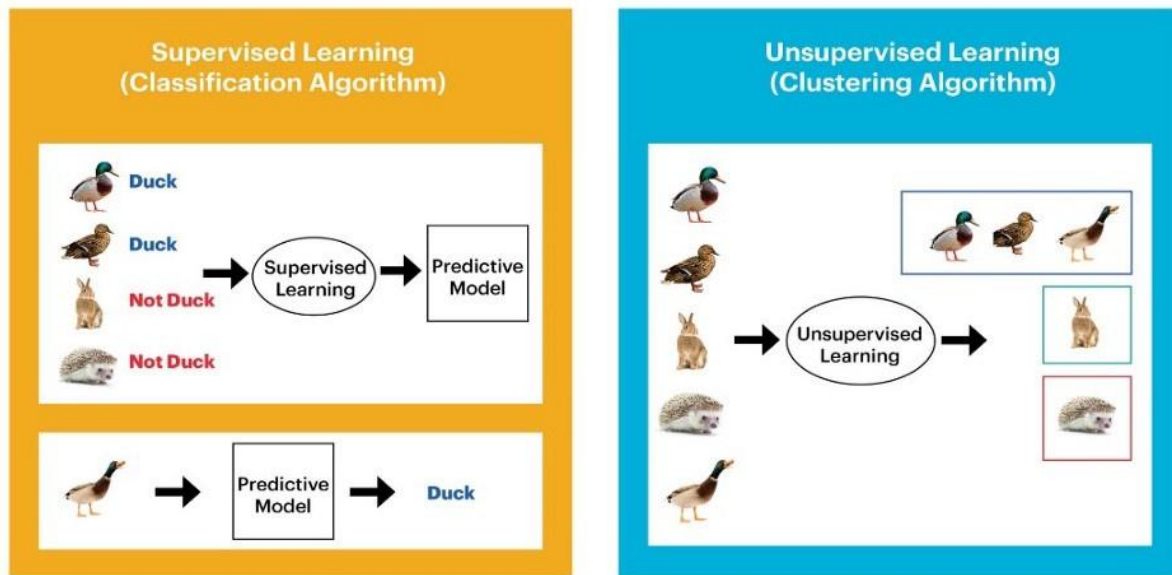 Supervised Learning
(Classification Algorithm)
Duck
Duck
Not Duck
Not Duck
Supervised
Learning
Predictive
Model
Predictive
Model
Duck
Unsupervised Learning
(Clustering Algorithm)
Unsupervised
Learning